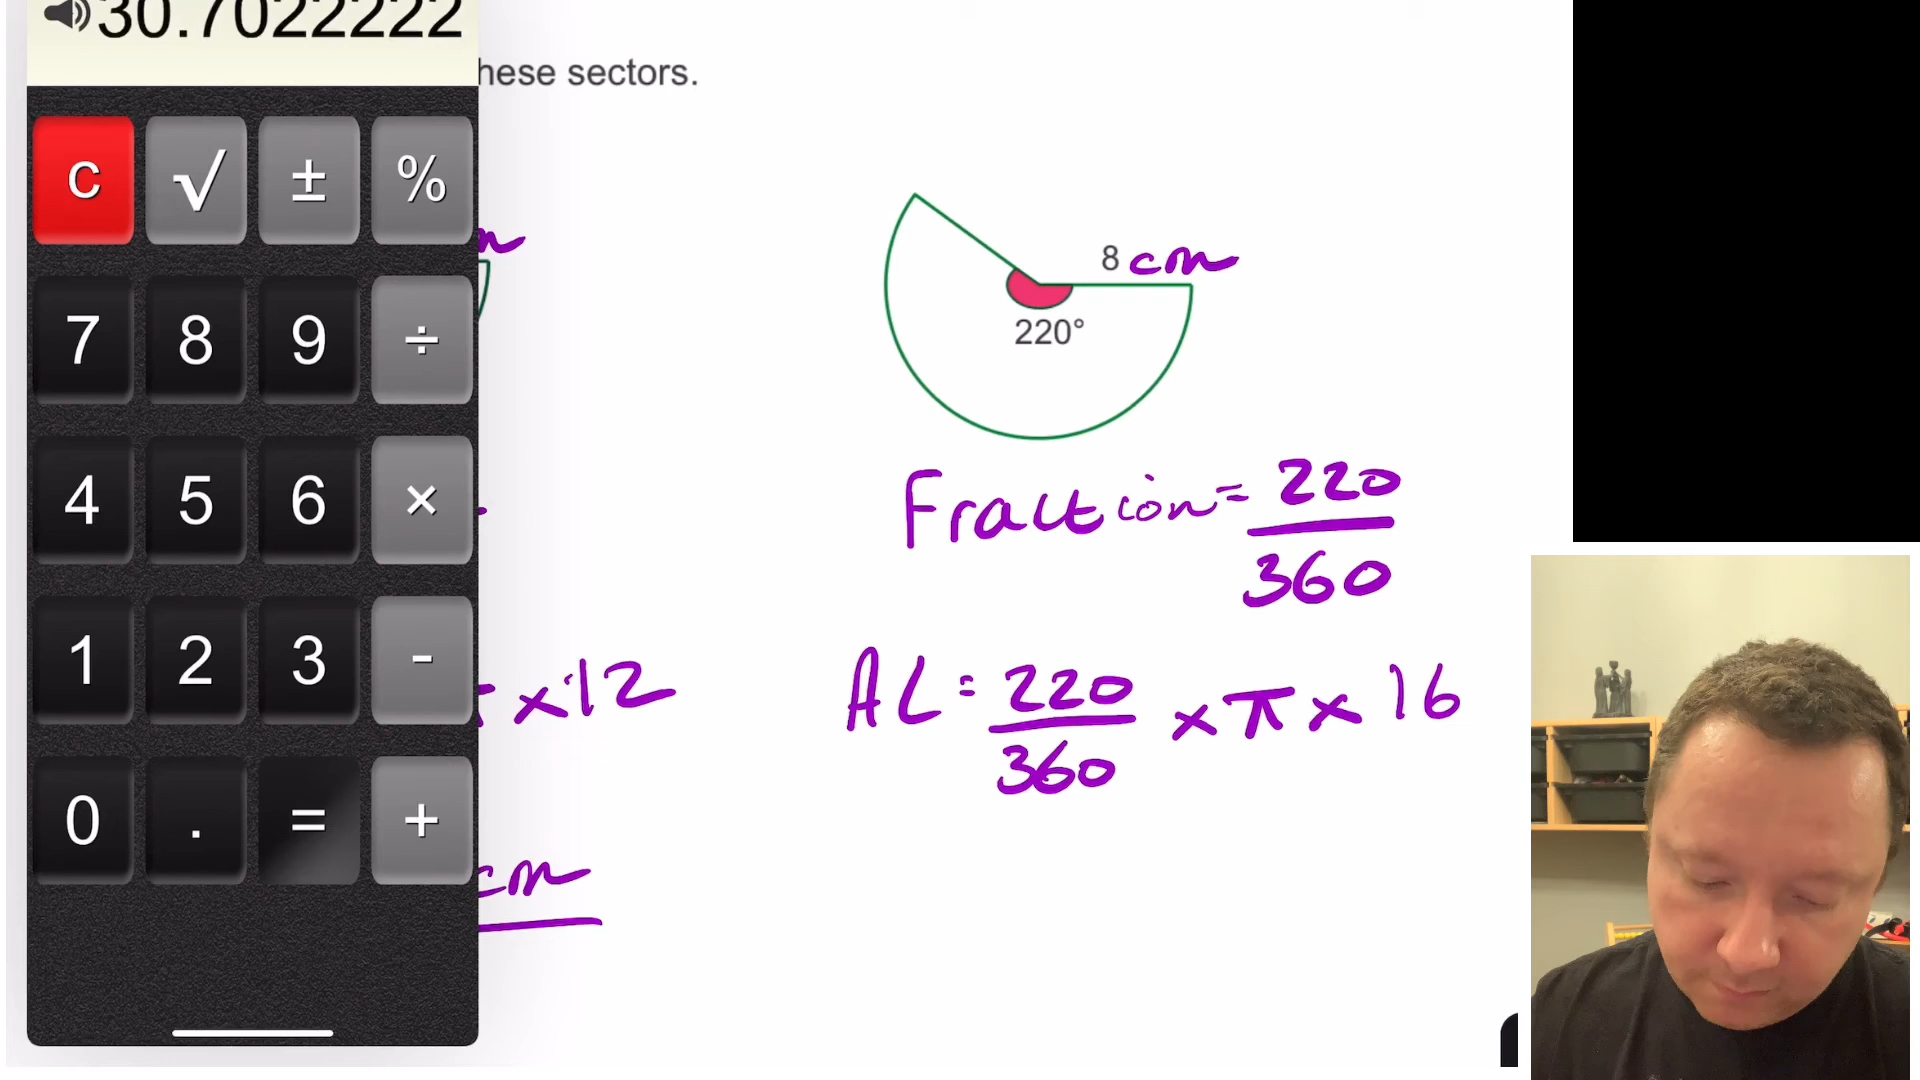 30.7022222
hese sectors.
C √ ± %
7 8 9 ÷
4 5 6 ×
1 2 3 -
0 . = +
8 cm
220°
Fraction = 220/360
×12
AL = 220/360 × π × 16
cm